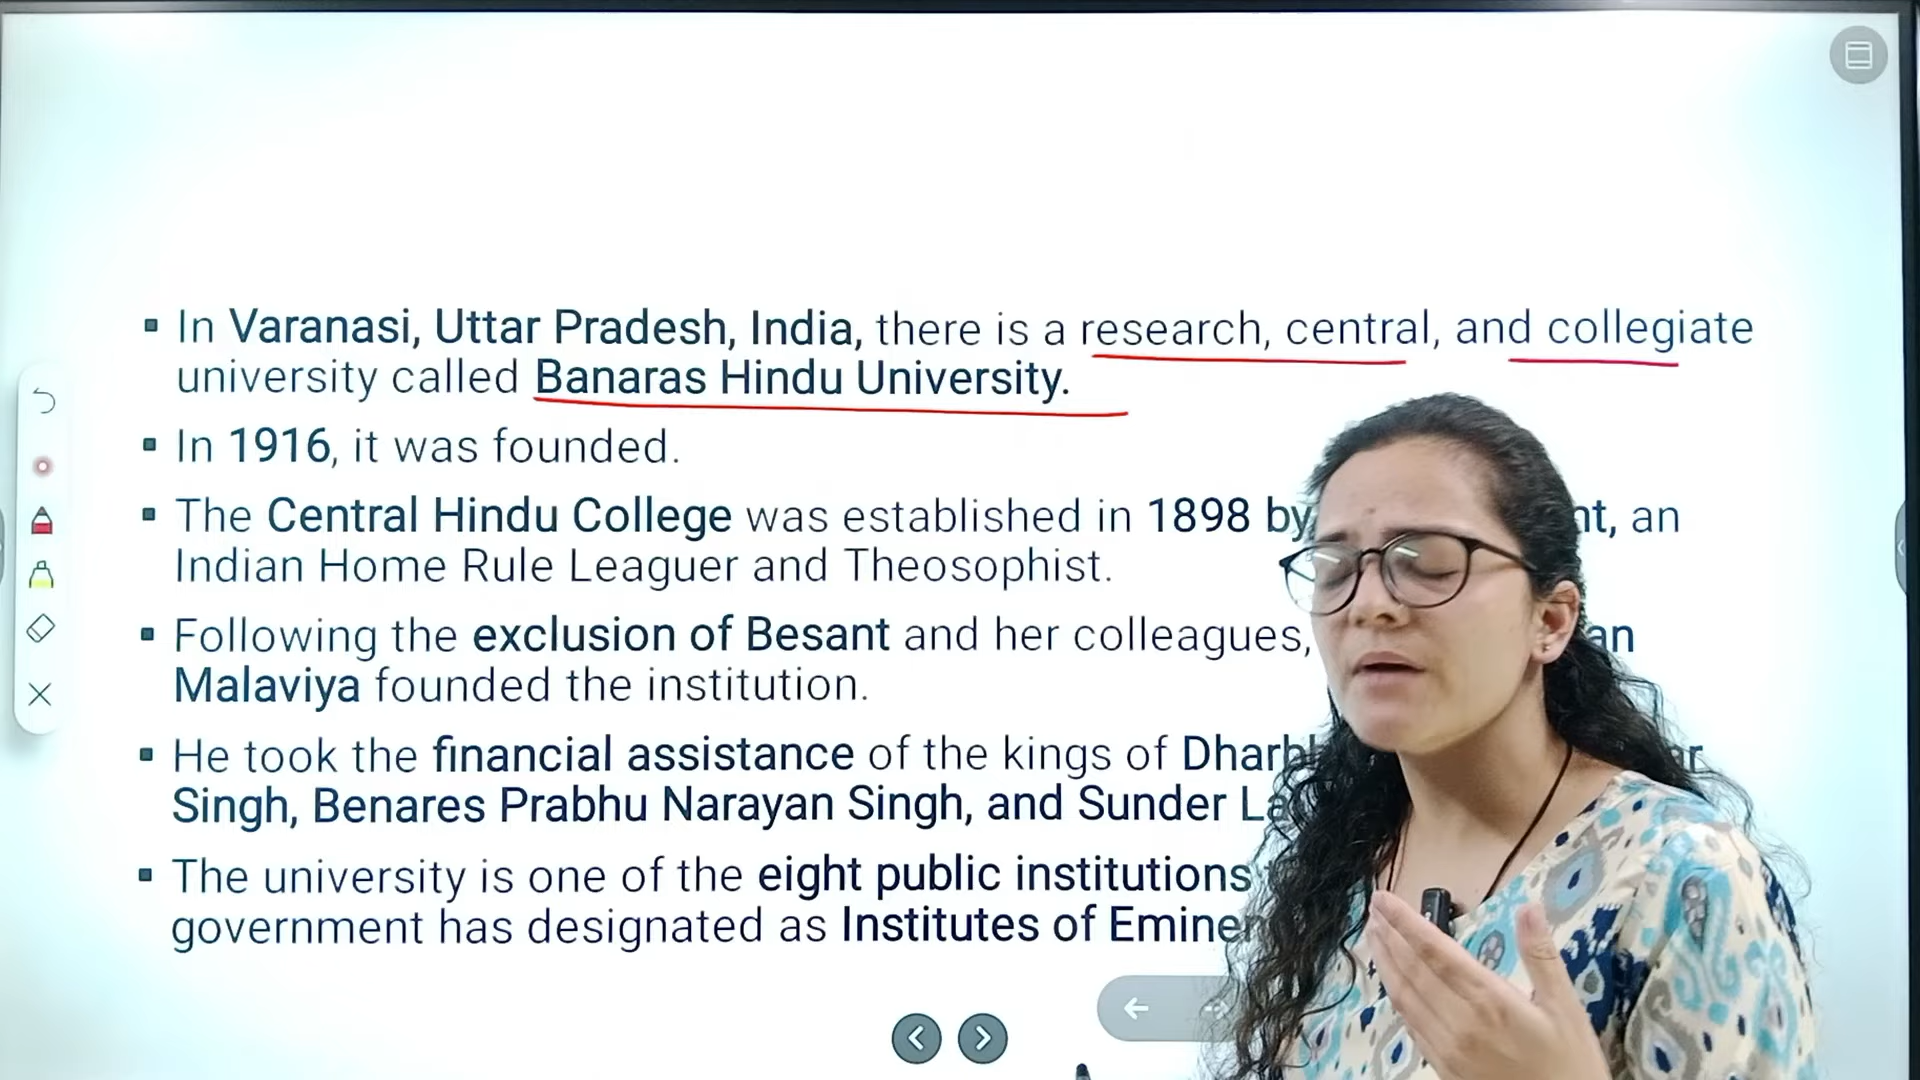 In Varanasi, Uttar Pradesh, India, there is a research, central, and collegiate
university called Banaras Hindu University.
In 1916, it was founded.
The Central Hindu College was established in 1898 by an
Indian Home Rule Leaguer and Theosophist.
Following the exclusion of Besant and her colleagues,
Malaviya founded the institution.
He took the financial assistance of the kings of
Singh, Benares Prabhu Narayan Singh, and Sunder
The university is one of the eight public institutions
government has designated as Institutes of